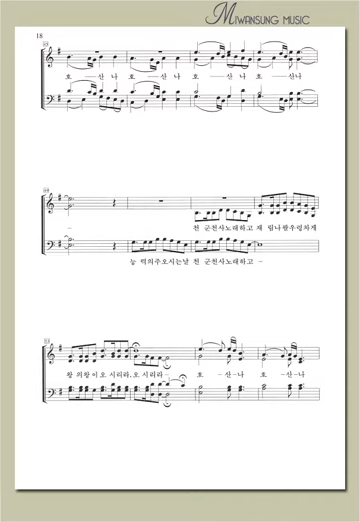 MIWANSUNG MUSIC
18
호 — 산 나 호 산 나 호 — 산 나 호 산나
천 군천사노래하고 재 림나팔우렁차게
능 력의주오시는날 천 군천사노래하고 -
왕 의왕이오 시리라.오 시리라 - 호 - 산 - 나 호 - 산 - 나